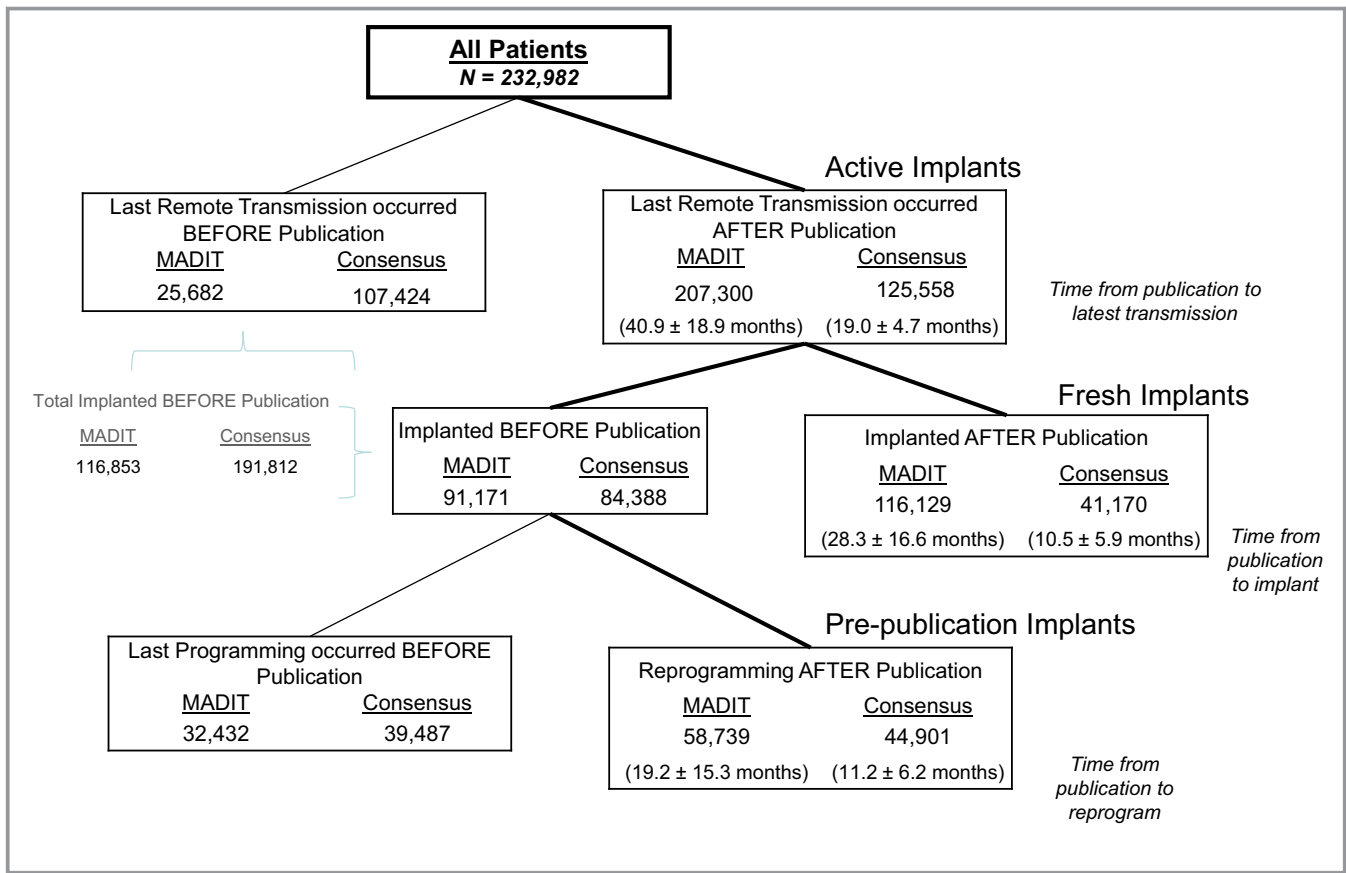 All Patients
N = 232,982
Active Implants
Last Remote Transmission occurred
BEFORE Publication
MADIT Consensus
25,682 107,424
Last Remote Transmission occurred
AFTER Publication
MADIT Consensus
207,300 125,558
(40.9 ± 18.9 months) (19.0 ± 4.7 months)
Time from publication to
latest transmission
Total Implanted BEFORE Publication
MADIT Consensus
116,853 191,812
Implanted BEFORE Publication
MADIT Consensus
91,171 84,388
Fresh Implants
Implanted AFTER Publication
MADIT Consensus
116,129 41,170
(28.3 ± 16.6 months) (10.5 ± 5.9 months)
Time from
publication
to implant
Last Programming occurred BEFORE
Publication
MADIT Consensus
32,432 39,487
Pre-publication Implants
Reprogramming AFTER Publication
MADIT Consensus
58,739 44,901
(19.2 ± 15.3 months) (11.2 ± 6.2 months)
Time from
publication to
reprogram